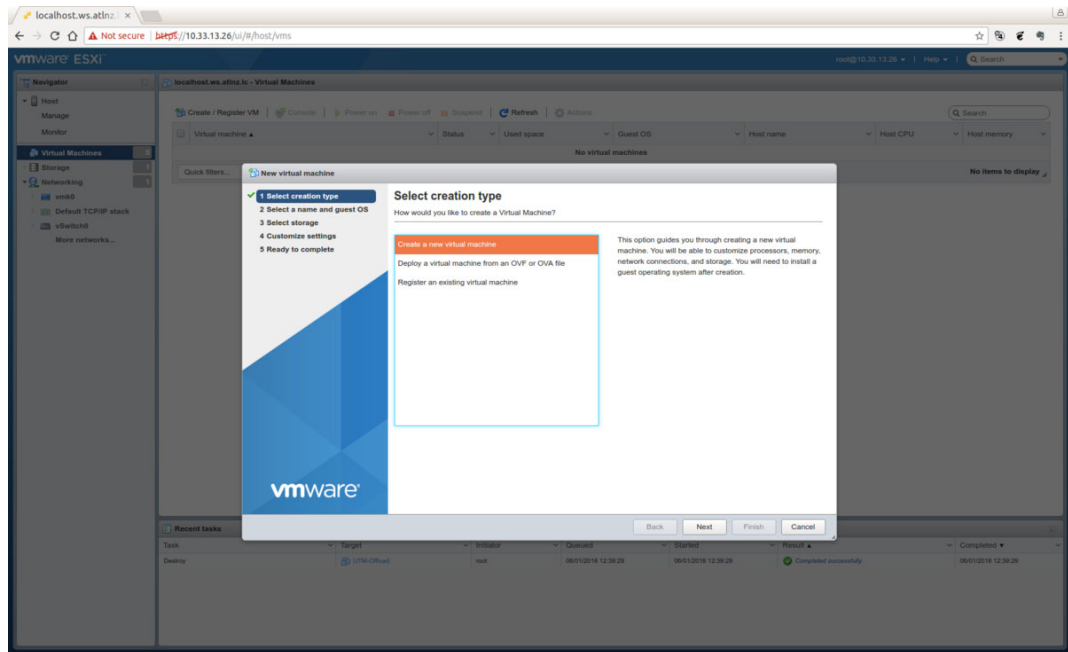 localhost.ws.atlnz.l
Not secure | https://10.33.13.26/ui/#/host/vms
vmware ESXi
root@10.33.13.26 | Help | Search
Navigator
localhost.ws.atlnz.lc - Virtual Machines
Host
Manage
Monitor
Virtual Machines 0
Storage 1
Networking 1
vmk0
Default TCP/IP stack
vSwitch0
More networks...
Create / Register VM | Console | Power on Power off Suspend | Refresh | Actions
Search
Virtual machine Status Used space Guest OS Host name Host CPU Host memory
No virtual machines
Quick filters...
No items to display
New virtual machine
1 Select creation type
2 Select a name and guest OS
3 Select storage
4 Customize settings
5 Ready to complete
vmware
Select creation type
How would you like to create a Virtual Machine?
Create a new virtual machine
Deploy a virtual machine from an OVF or OVA file
Register an existing virtual machine
This option guides you through creating a new virtual
machine. You will be able to customize processors, memory,
network connections, and storage. You will need to install a
guest operating system after creation.
Back Next Finish Cancel
Recent tasks
Task Target Initiator Queued Started Result Completed
Destroy UTM-Offload root 06/01/2016 12:39:29 06/01/2016 12:39:29 Completed successfully 06/01/2016 12:39:29